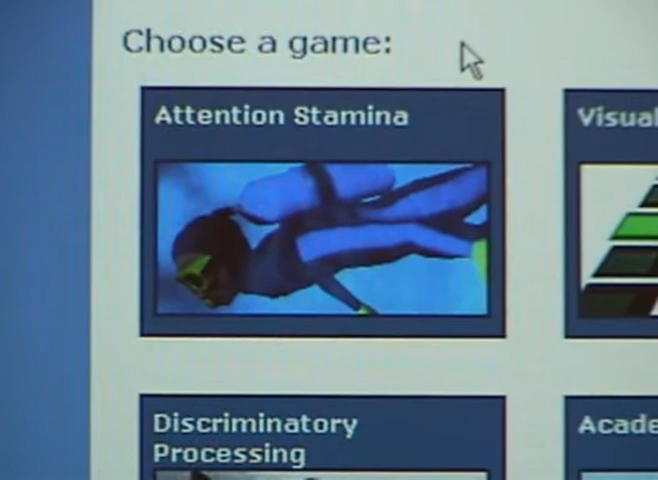 Choose a game:
Attention Stamina
Visual
Discriminatory
Processing
Acade